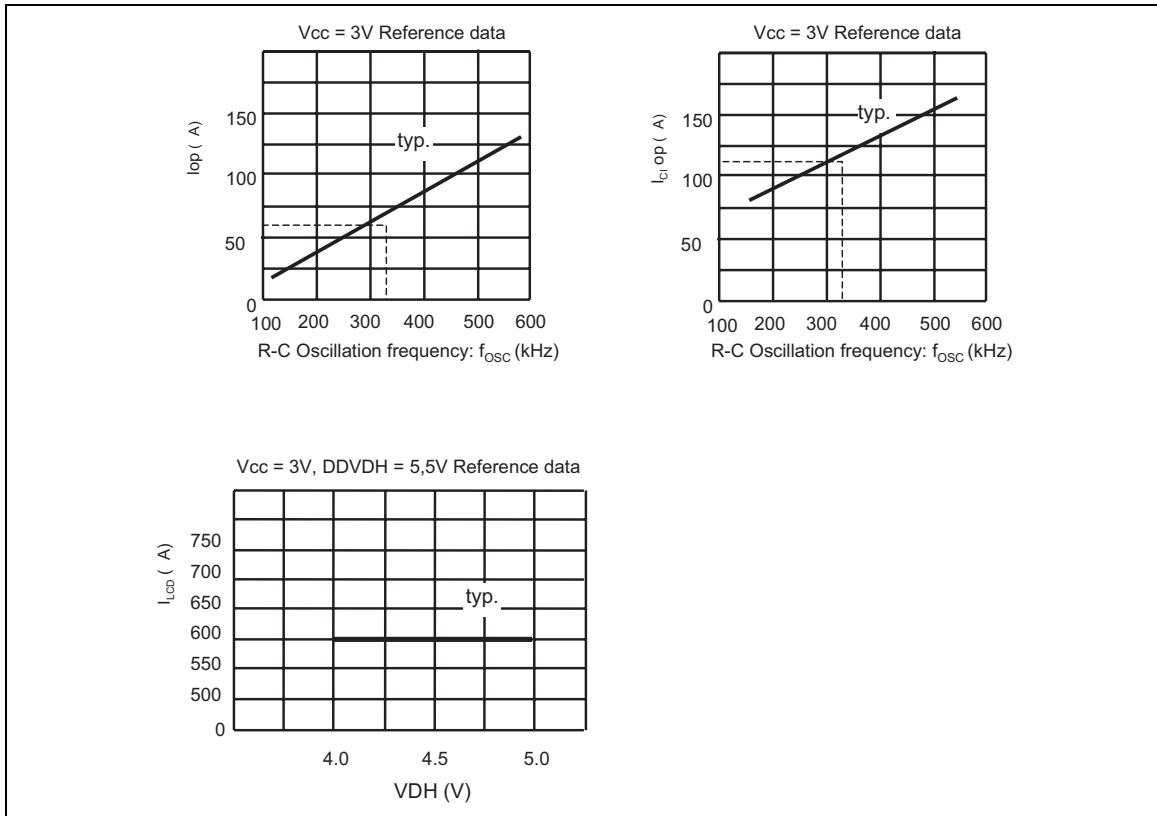 Vcc = 3V Reference data
Iop ( A)
150
100
50
0
typ.
100 200 300 400 500 600
R-C Oscillation frequency: fOSC (kHz)
Vcc = 3V Reference data
ICI op ( A)
150
100
50
0
typ.
100 200 300 400 500 600
R-C Oscillation frequency: fOSC (kHz)
Vcc = 3V, DDVDH = 5,5V Reference data
ILCD ( A)
750
700
650
600
550
500
0
typ.
4.0 4.5 5.0
VDH (V)